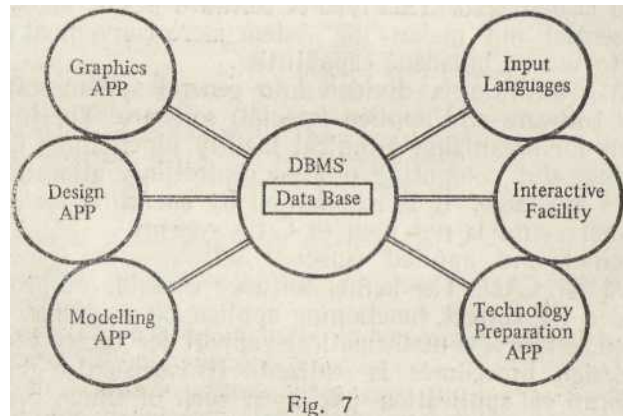 Graphics
APP
Input
Languages
DBMS
Data Base
Design
APP
Interactive
Facility
Modelling
APP
Technology
Preparation
APP
Fig. 7